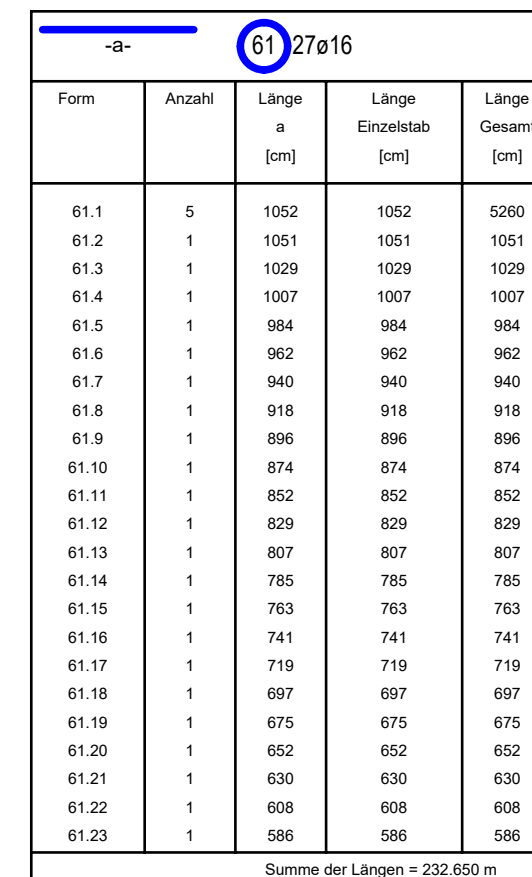 -a- 61 27ø16
Form Anzahl Länge Länge Länge
a Einzelstab Gesamt
[cm] [cm] [cm]
61.1 5 1052 1052 5260
61.2 1 1051 1051 1051
61.3 1 1029 1029 1029
61.4 1 1007 1007 1007
61.5 1 984 984 984
61.6 1 962 962 962
61.7 1 940 940 940
61.8 1 918 918 918
61.9 1 896 896 896
61.10 1 874 874 874
61.11 1 852 852 852
61.12 1 829 829 829
61.13 1 807 807 807
61.14 1 785 785 785
61.15 1 763 763 763
61.16 1 741 741 741
61.17 1 719 719 719
61.18 1 697 697 697
61.19 1 675 675 675
61.20 1 652 652 652
61.21 1 630 630 630
61.22 1 608 608 608
61.23 1 586 586 586
Summe der Längen = 232.650 m